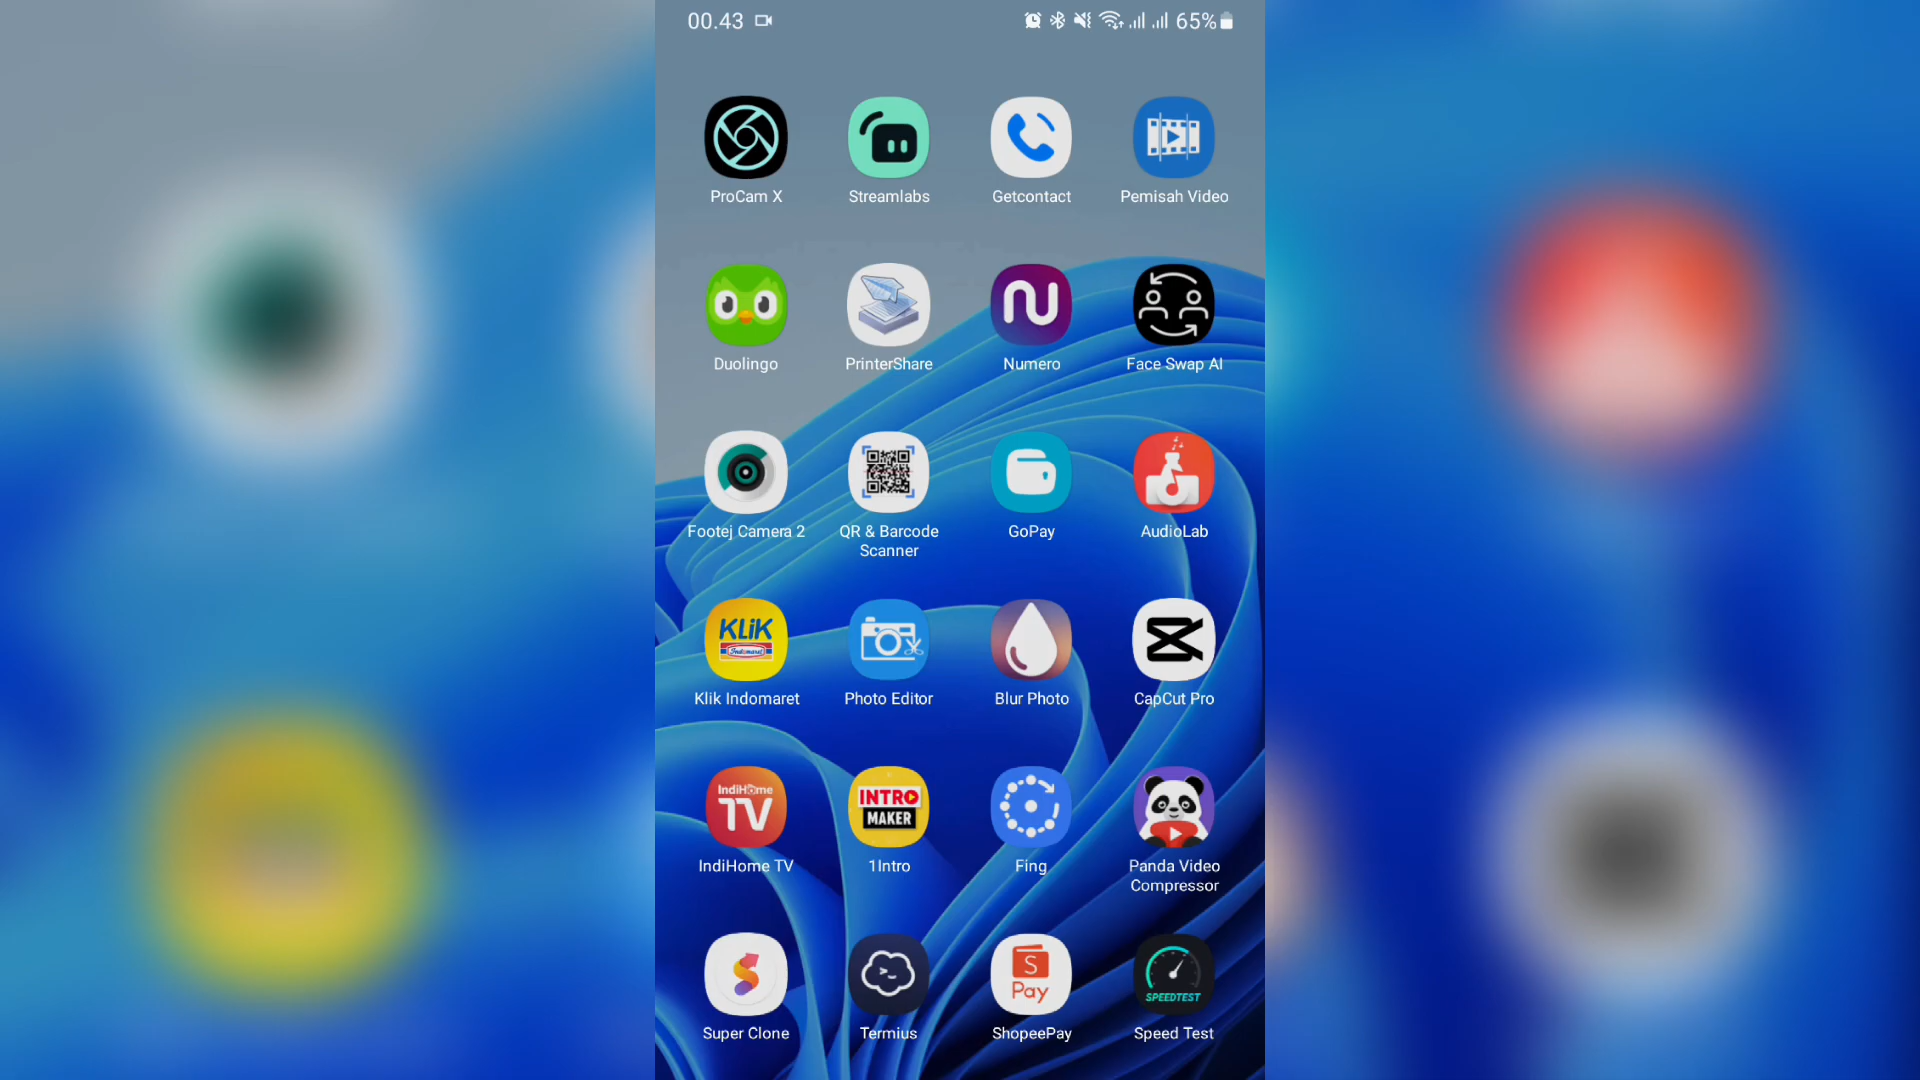 00.43
65%
ProCam X
Streamlabs
Getcontact
Pemisah Video
Duolingo
PrinterShare
Numero
Face Swap AI
Footej Camera 2
QR & Barcode
Scanner
GoPay
AudioLab
KLiK
Indomaret
Klik Indomaret
Photo Editor
Blur Photo
CapCut Pro
IndiHome
TV
IndiHome TV
INTRO
MAKER
1Intro
Fing
Panda Video
Compressor
Super Clone
Termius
S
Pay
ShopeePay
SPEEDTEST
Speed Test